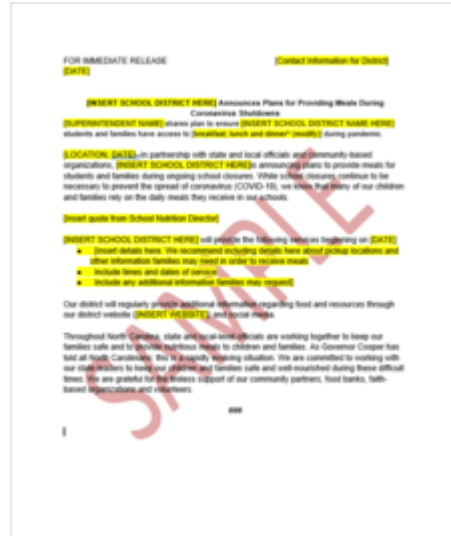 FOR IMMEDIATE RELEASE [Contact Information for District]
[DATE]
[INSERT SCHOOL DISTRICT HERE] Announces Plans for Providing Meals During
Coronavirus Shutdowns
[SUPERINTENDENT NAME] shares plan to ensure [INSERT SCHOOL DISTRICT NAME HERE]
students and families have access to [breakfast, lunch and dinner* (modify)] during pandemic.
[LOCATION, DATE]–In partnership with state and local officials and community-based
organizations, [INSERT SCHOOL DISTRICT HERE] is announcing plans to provide meals for
students and families during ongoing school closures. While school closures continue to be
necessary to prevent the spread of coronavirus (COVID-19), we know that many of our children
and families rely on the daily meals they receive in our schools.
[Insert quote from School Nutrition Director]
[INSERT SCHOOL DISTRICT HERE] will provide the following services beginning on [DATE]
● [Insert details here. We recommend including details here about pickup locations and
other information families may need in order to receive meals
● Include times and dates of service
● Include any additional information families may request]
Our district will regularly provide additional information regarding food and resources through
our district website ([INSERT WEBSITE), and social media.
Throughout North Carolina, state and local-level officials are working together to keep our
families safe and to provide nutritious meals to children and families. As Governor Cooper has
told all North Carolinians, this is a rapidly evolving situation. We are committed to working with
our state leaders to keep our children and families safe and well-nourished during these difficult
times. We are grateful for the tireless support of our community partners, food banks, faith-
based organizations and volunteers.
###
SAMPLE